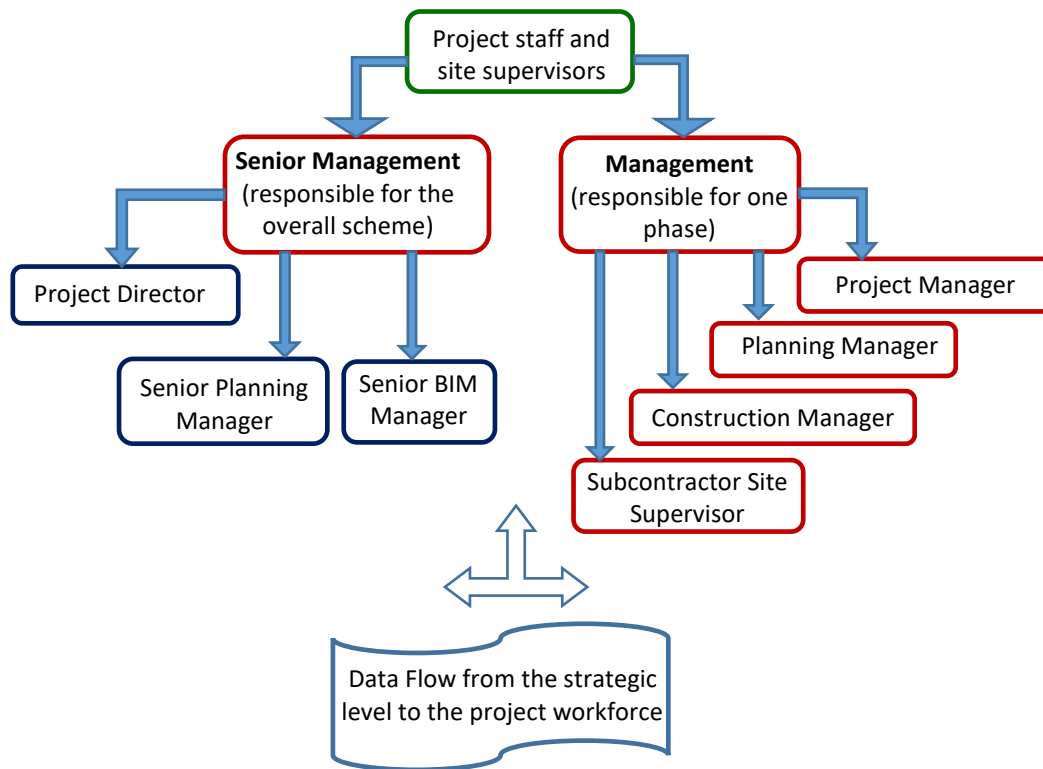 Project staff and
site supervisors
Senior Management
(responsible for the
overall scheme)
Management
(responsible for one
phase)
Project Director
Project Manager
Senior Planning
Manager
Senior BIM
Manager
Planning Manager
Construction Manager
Subcontractor Site
Supervisor
Data Flow from the strategic
level to the project workforce